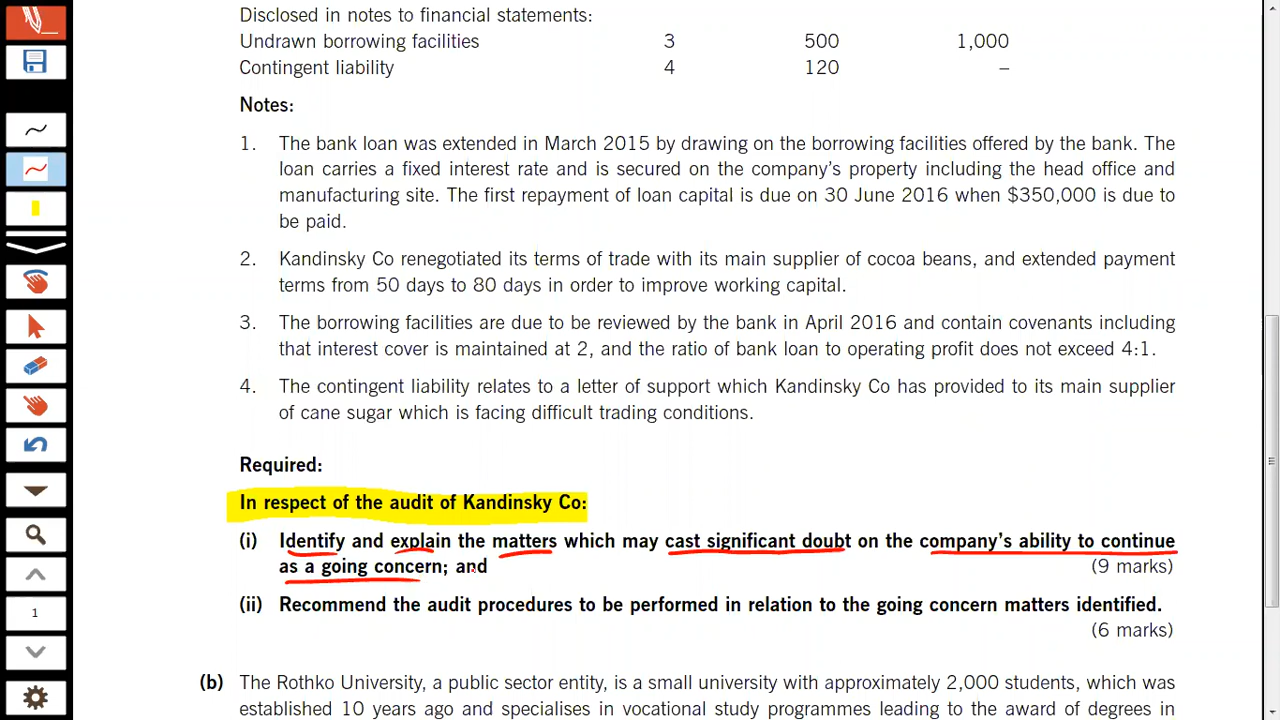 Disclosed in notes to financial statements:
Undrawn borrowing facilities 3 500 1,000
Contingent liability 4 120 –
Notes:
1. The bank loan was extended in March 2015 by drawing on the borrowing facilities offered by the bank. The
loan carries a fixed interest rate and is secured on the company's property including the head office and
manufacturing site. The first repayment of loan capital is due on 30 June 2016 when $350,000 is due to
be paid.
2. Kandinsky Co renegotiated its terms of trade with its main supplier of cocoa beans, and extended payment
terms from 50 days to 80 days in order to improve working capital.
3. The borrowing facilities are due to be reviewed by the bank in April 2016 and contain covenants including
that interest cover is maintained at 2, and the ratio of bank loan to operating profit does not exceed 4:1.
4. The contingent liability relates to a letter of support which Kandinsky Co has provided to its main supplier
of cane sugar which is facing difficult trading conditions.
Required:
In respect of the audit of Kandinsky Co:
(i) Identify and explain the matters which may cast significant doubt on the company's ability to continue
as a going concern; and (9 marks)
(ii) Recommend the audit procedures to be performed in relation to the going concern matters identified.
(6 marks)
(b) The Rothko University, a public sector entity, is a small university with approximately 2,000 students, which was
established 10 years ago and specialises in vocational study programmes leading to the award of degrees in
1